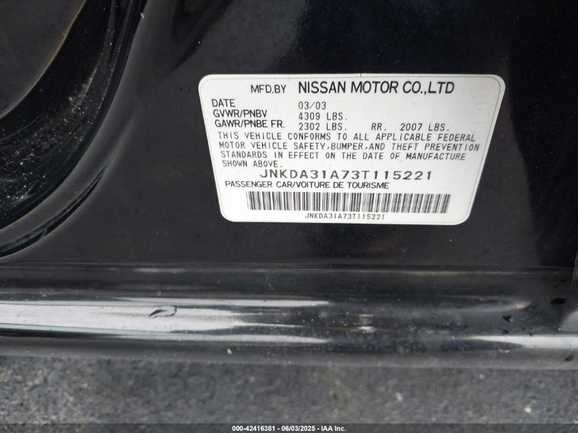 MFD.BY NISSAN MOTOR CO.,LTD
DATE 03/03
GVWR/PNBV 4309 LBS.
GAWR/PNBE FR. 2302 LBS. RR. 2007 LBS.
THIS VEHICLE CONFORMS TO ALL APPLICABLE FEDERAL
MOTOR VEHICLE SAFETY,BUMPER,AND THEFT PREVENTION
STANDARDS IN EFFECT ON THE DATE OF MANUFACTURE
SHOWN ABOVE.
JNKDA31A73T115221
PASSENGER CAR/VOITURE DE TOURISME
JNKDA31A73T115221
000-42416381 - 06/03/2025 - IAA Inc.